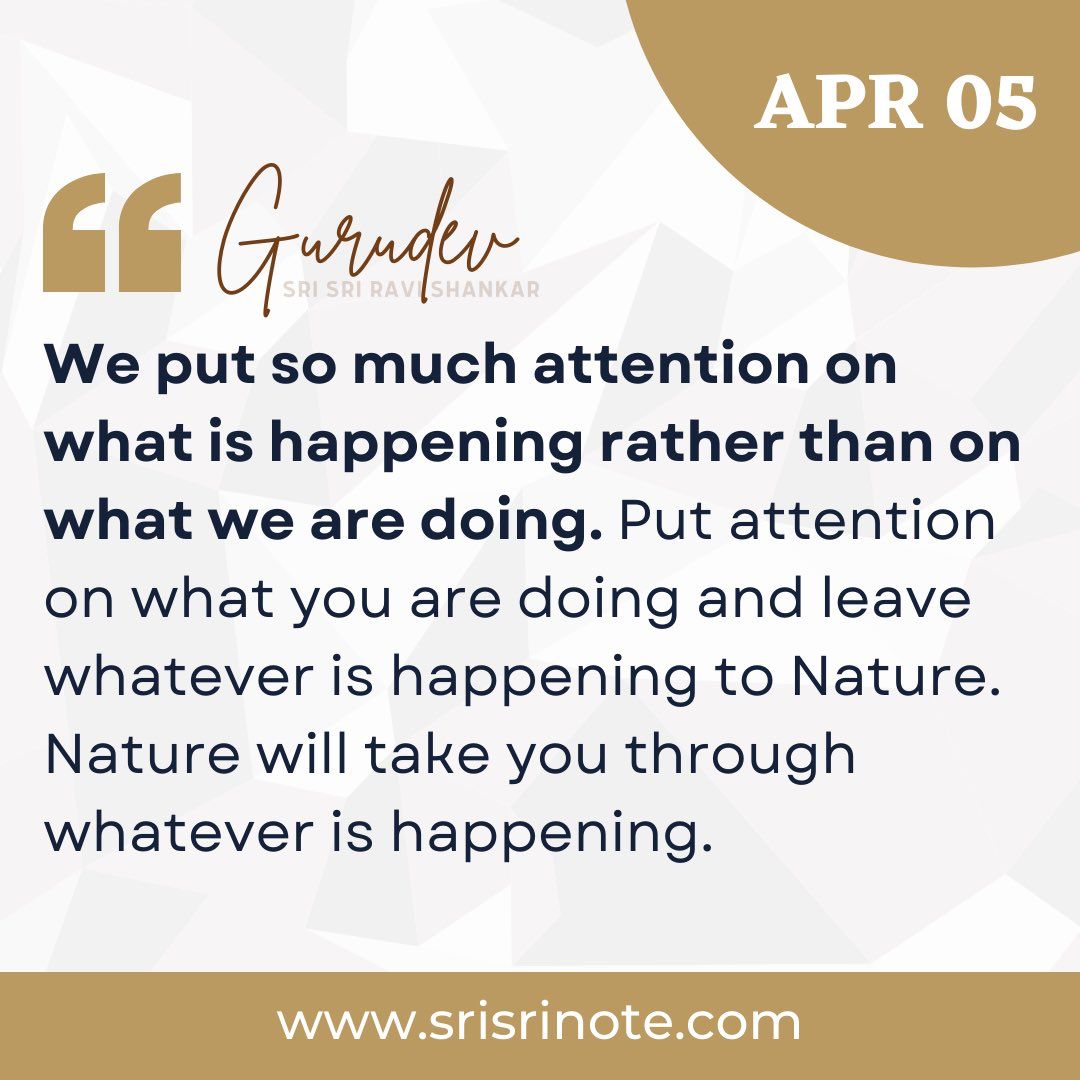 APR 05
Gurudev
SRI SRI RAVI SHANKAR
We put so much attention on
what is happening rather than on
what we are doing. Put attention
on what you are doing and leave
whatever is happening to Nature.
Nature will take you through
whatever is happening.
www.srisrinote.com